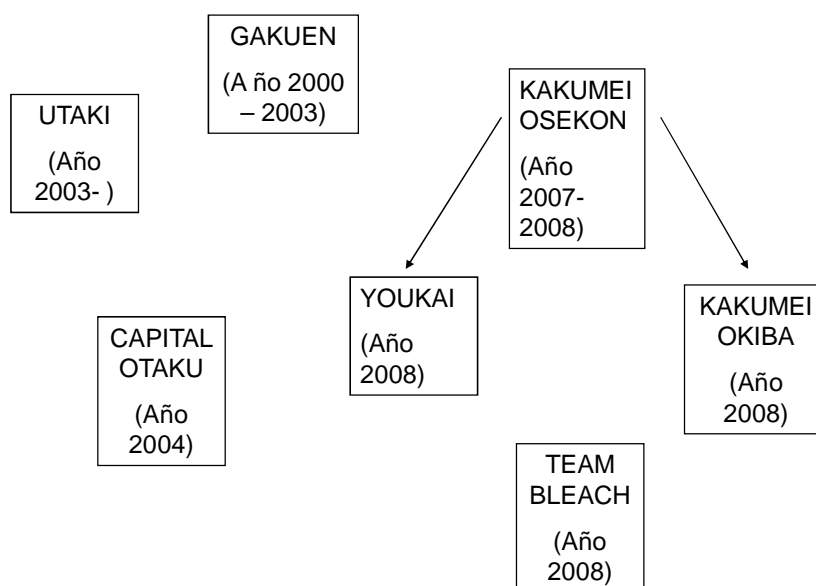 GAKUEN
(A ño 2000
– 2003)
UTAKI
(Año
2003- )
KAKUMEI
OSEKON
(Año
2007-
2008)
YOUKAI
(Año
2008)
KAKUMEI
OKIBA
(Año
2008)
CAPITAL
OTAKU
(Año
2004)
TEAM
BLEACH
(Año
2008)